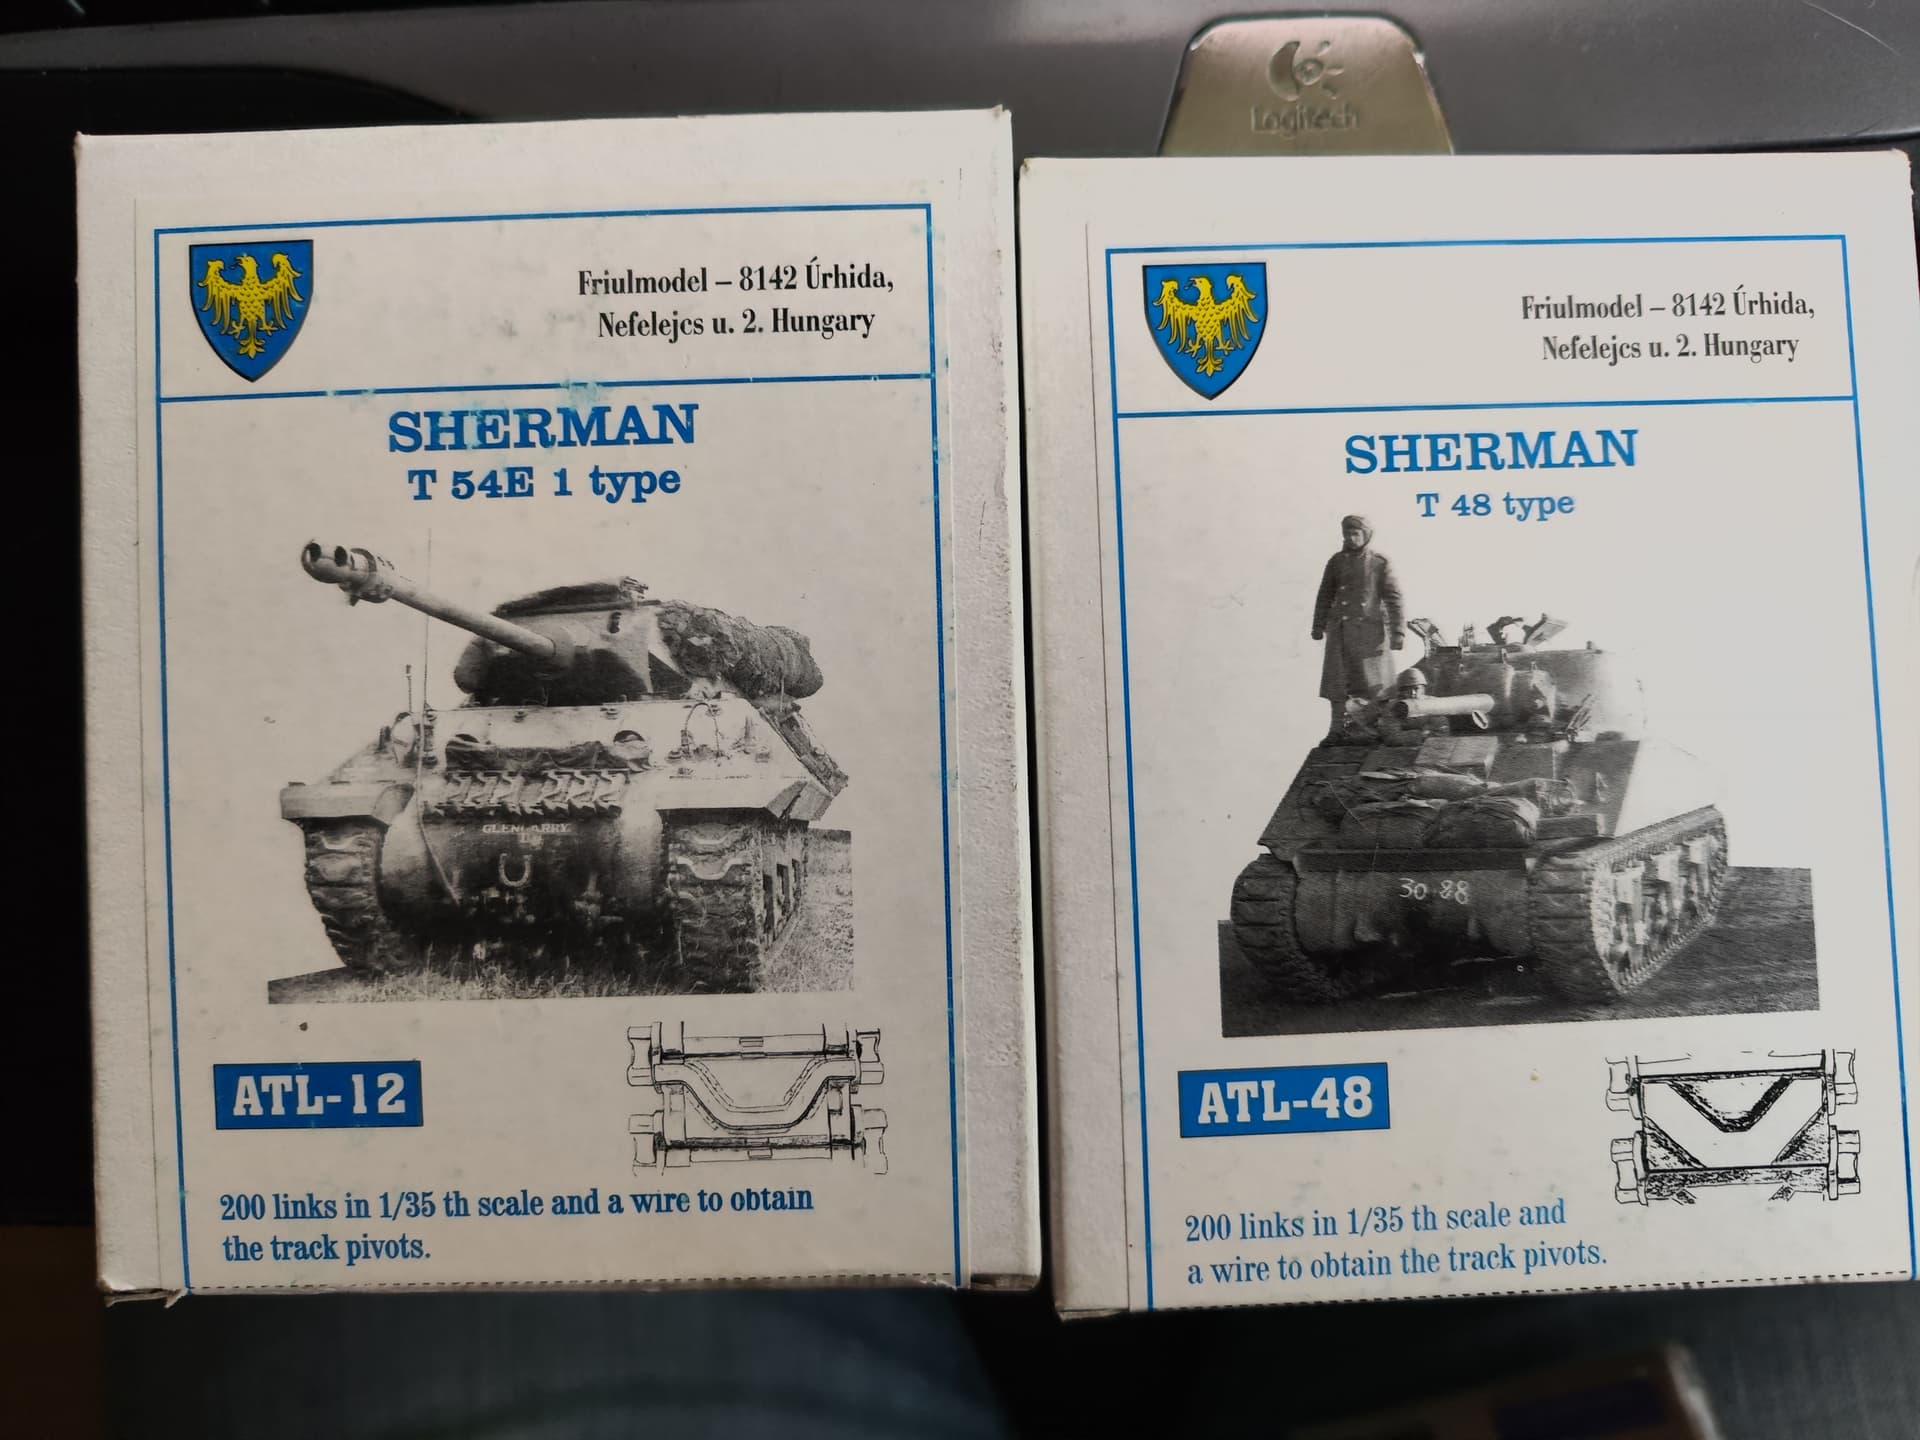 Logitech
Friulmodel – 8142 Úrhida,
Nefelejcs u. 2. Hungary
SHERMAN
T 54E 1 type
GLENGARRY
ATL-12
200 links in 1/35 th scale and a wire to obtain
the track pivots.
Friulmodel – 8142 Úrhida,
Nefelejcs u. 2. Hungary
SHERMAN
T 48 type
30 88
ATL-48
200 links in 1/35 th scale and
a wire to obtain the track pivots.